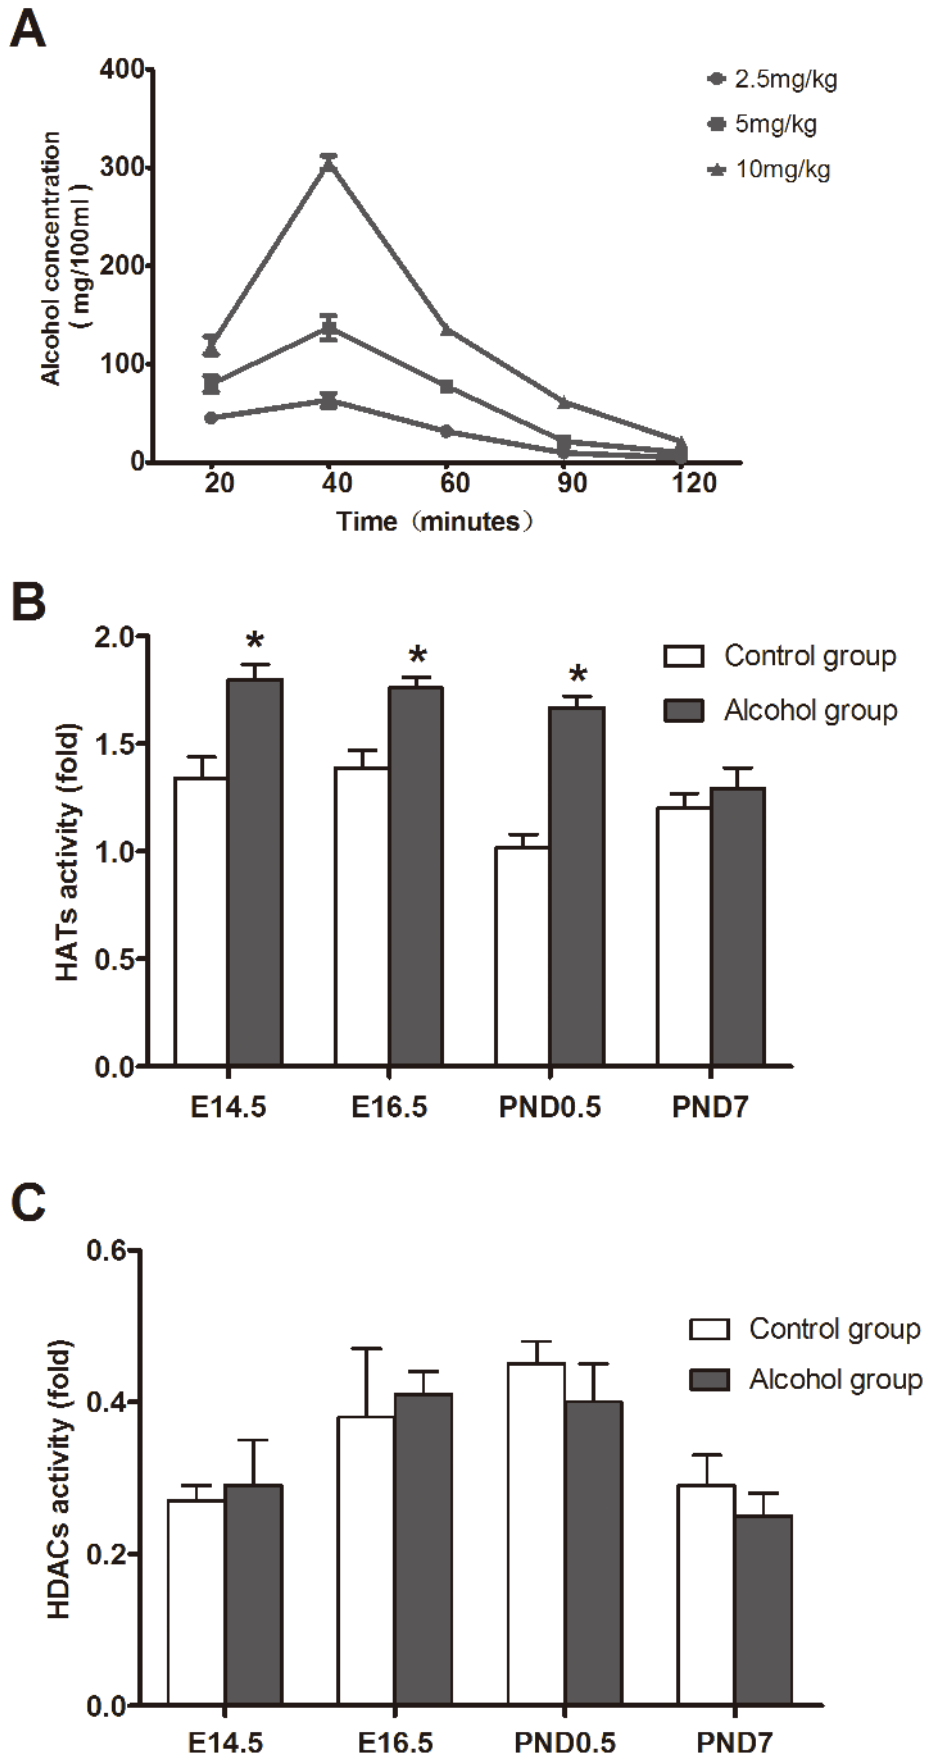 A
400
300
200
100
0
Alcohol concentration
( mg/100ml )
20 40 60 90 120
Time（minutes）
2.5mg/kg
5mg/kg
10mg/kg
B
2.0
1.5
1.0
0.5
0.0
HATs activity (fold)
* * *
Control group
Alcohol group
E14.5 E16.5 PND0.5 PND7
C
0.6
0.4
0.2
0.0
HDACs activity (fold)
Control group
Alcohol group
E14.5 E16.5 PND0.5 PND7